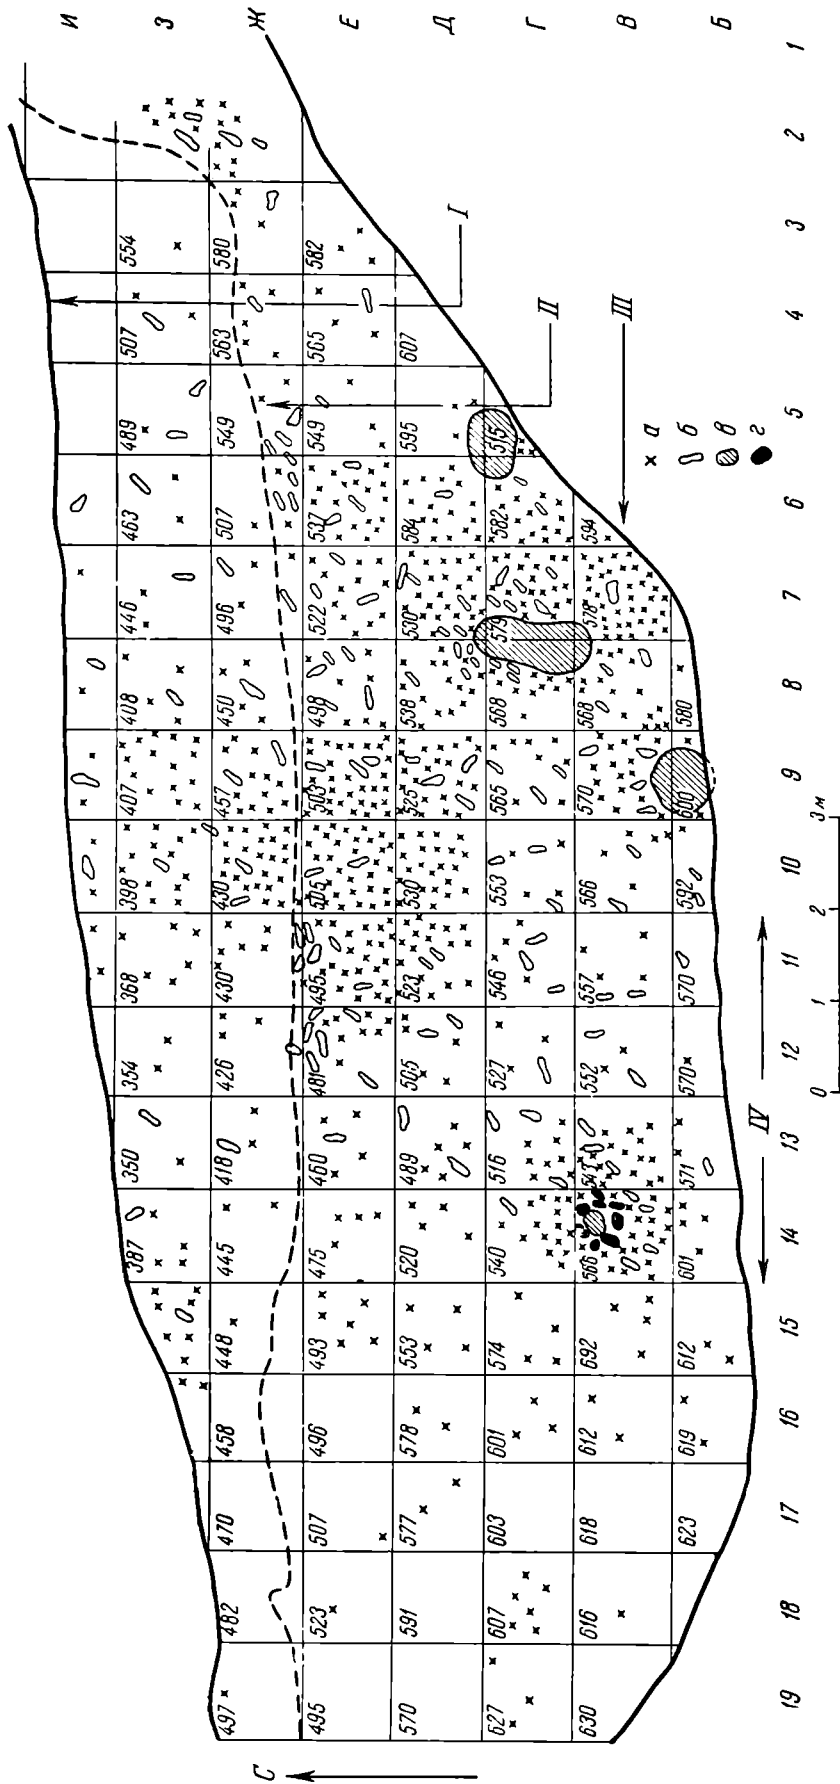 С
И
387 350 354 368 398 407 408 446 463 489 507 554 З
497 482 470 458 448 445 418 426 430 430 457 450 496 507 549 563 580 Ж
495 523 507 496 493 475 460 481 495 505 503 498 522 537 549 565 582 Е
570 591 577 578 553 520 489 505 523 530 525 538 530 584 595 607 Д
I
627 607 603 601 574 540 516 527 546 553 565 568 579 582 515 Г
II
630 616 618 612 692 566 552 557 566 570 568 578 594 В
III
623 619 612 601 571 570 570 592 600 580 Б
IV
а
б
в
г
0 1 2 3 м
19 18 17 16 15 14 13 12 11 10 9 8 7 6 5 4 3 2 1